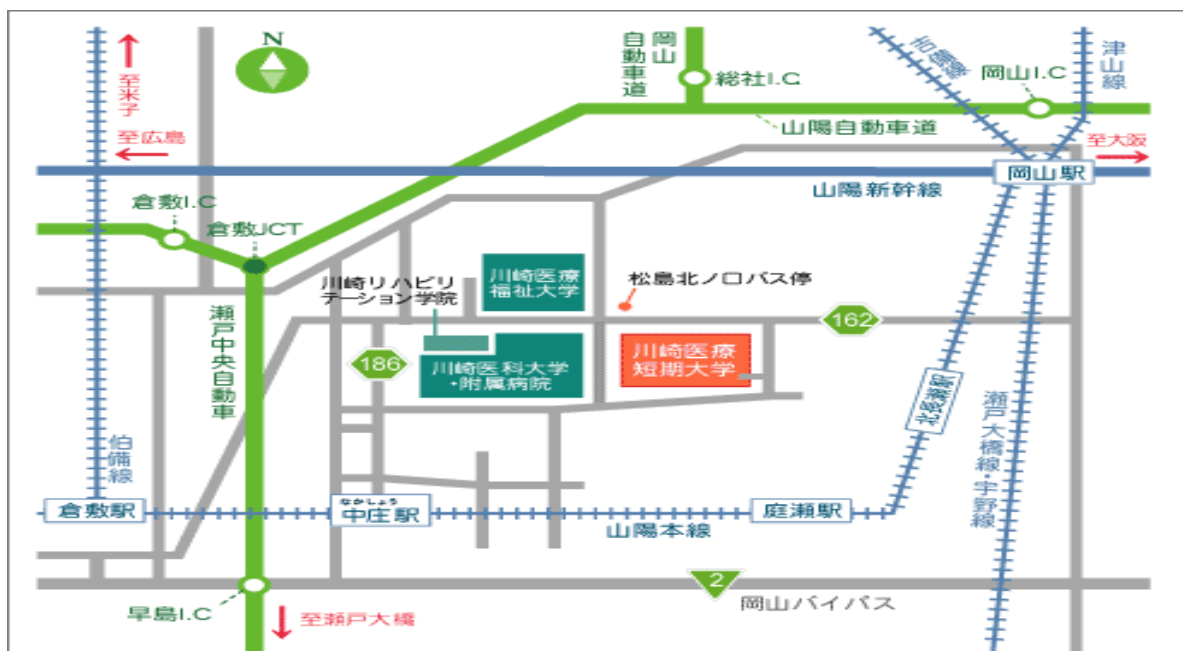 N
至米子
至広島
岡山
自動車道
総社I.C
吉備線
岡山I.C
津山線
山陽自動車道
至大阪
岡山駅
山陽新幹線
倉敷I.C
倉敷JCT
川崎リハビリ
テーション学院
川崎医療
福祉大学
松島北ノ口バス停
162
瀬戸中央自動車
186
川崎医科大学
・附属病院
川崎医療
短期大学
北長瀬駅
瀬戸大橋線・宇野線
伯備線
倉敷駅
なかしょう
中庄駅
山陽本線
庭瀬駅
2
岡山バイパス
早島I.C
至瀬戸大橋